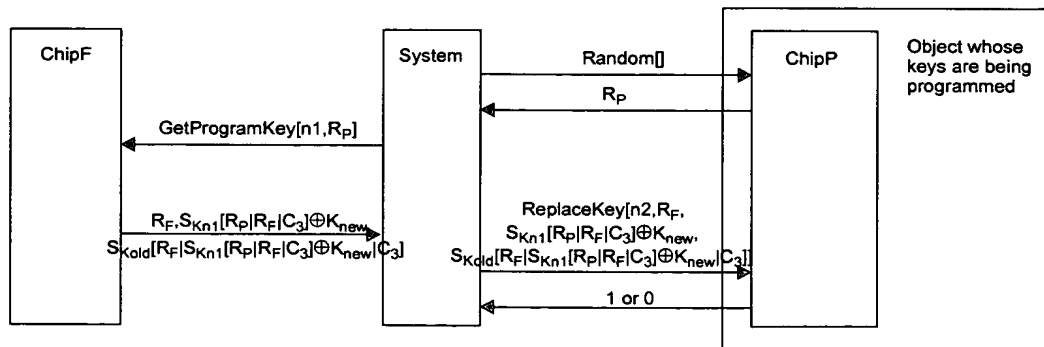 ChipF
System
ChipP
Object whose
keys are being
programmed
Random[]
R_P
GetProgramKey[n1,R_P]
R_F,S_Kn1[R_P|R_F|C_3]⊕K_new,
S_Kold[R_F|S_Kn1[R_P|R_F|C_3]⊕K_new|C_3]
ReplaceKey[n2,R_F,
S_Kn1[R_P|R_F|C_3]⊕K_new,
S_Kold[R_F|S_Kn1[R_P|R_F|C_3]⊕K_new|C_3]]
1 or 0